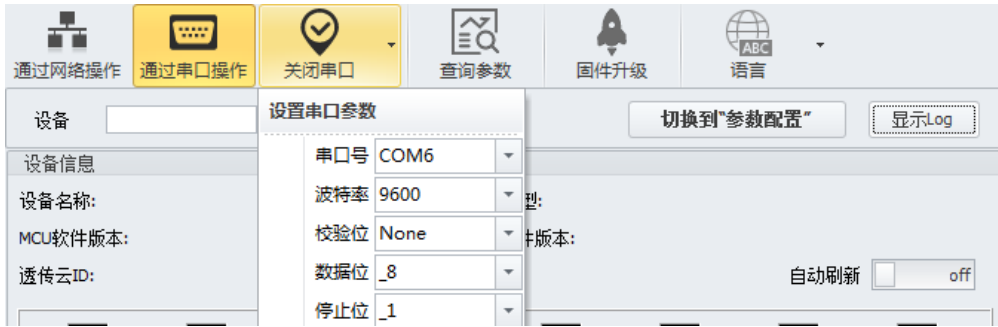 通过网络操作 通过串口操作 关闭串口 查询参数 固件升级 ABC 语言
设备 设置串口参数 切换到"参数配置" 显示Log
设备信息
串口号 COM6
设备名称: 波特率 9600 型:
MCU软件版本: 校验位 None 件版本:
透传云ID: 数据位 _8 自动刷新 off
停止位 _1